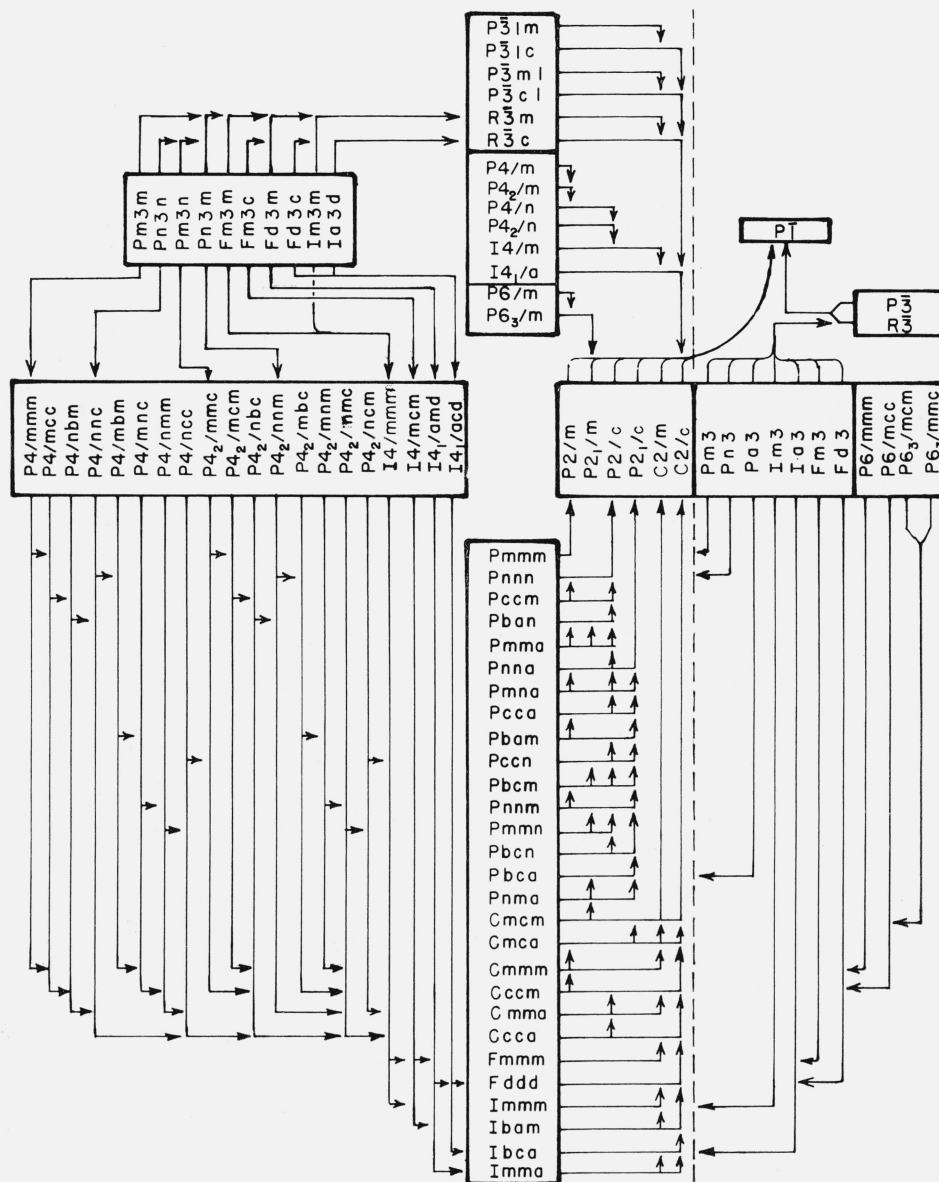 P3̄1m
P3̄1c
P3̄m1
P3̄c1
R3̄m
R3̄c
P4/m
P4₂/m
P4/n
P4₂/n
I4/m
I4₁/a
P6/m
P6₃/m
Pm3m
Pn3n
Pm3n
Pn3m
Fm3m
Fm3c
Fd3m
Fd3c
Im3m
Ia3d
P1̄
P3̄
R3̄
P4/mmm
P4/mcc
P4/nbm
P4/nnc
P4/mbm
P4/mnc
P4/nmm
P4/ncc
P4₂/mmc
P4₂/mcm
P4₂/nbc
P4₂/nnm
P4₂/mbc
P4₂/mnm
P4₂/nmc
P4₂/ncm
I4/mmm
I4/mcm
I4₁/amd
I4₁/acd
P2/m
P2₁/m
P2/c
P2₁/c
C2/m
C2/c
Pm3
Pn3
Pa3
Im3
Ia3
Fm3
Fd3
P6/mmm
P6/mcc
P6₃/mcm
P6₃/mmc
Pmmm
Pnnn
Pccm
Pban
Pmma
Pnna
Pmna
Pcca
Pbam
Pccn
Pbcm
Pnnm
Pmmn
Pbcn
Pbca
Pnma
Cmcm
Cmca
Cmmm
Cccm
Cmma
Ccca
Fmmm
Fddd
Immm
Ibam
Ibca
Imma